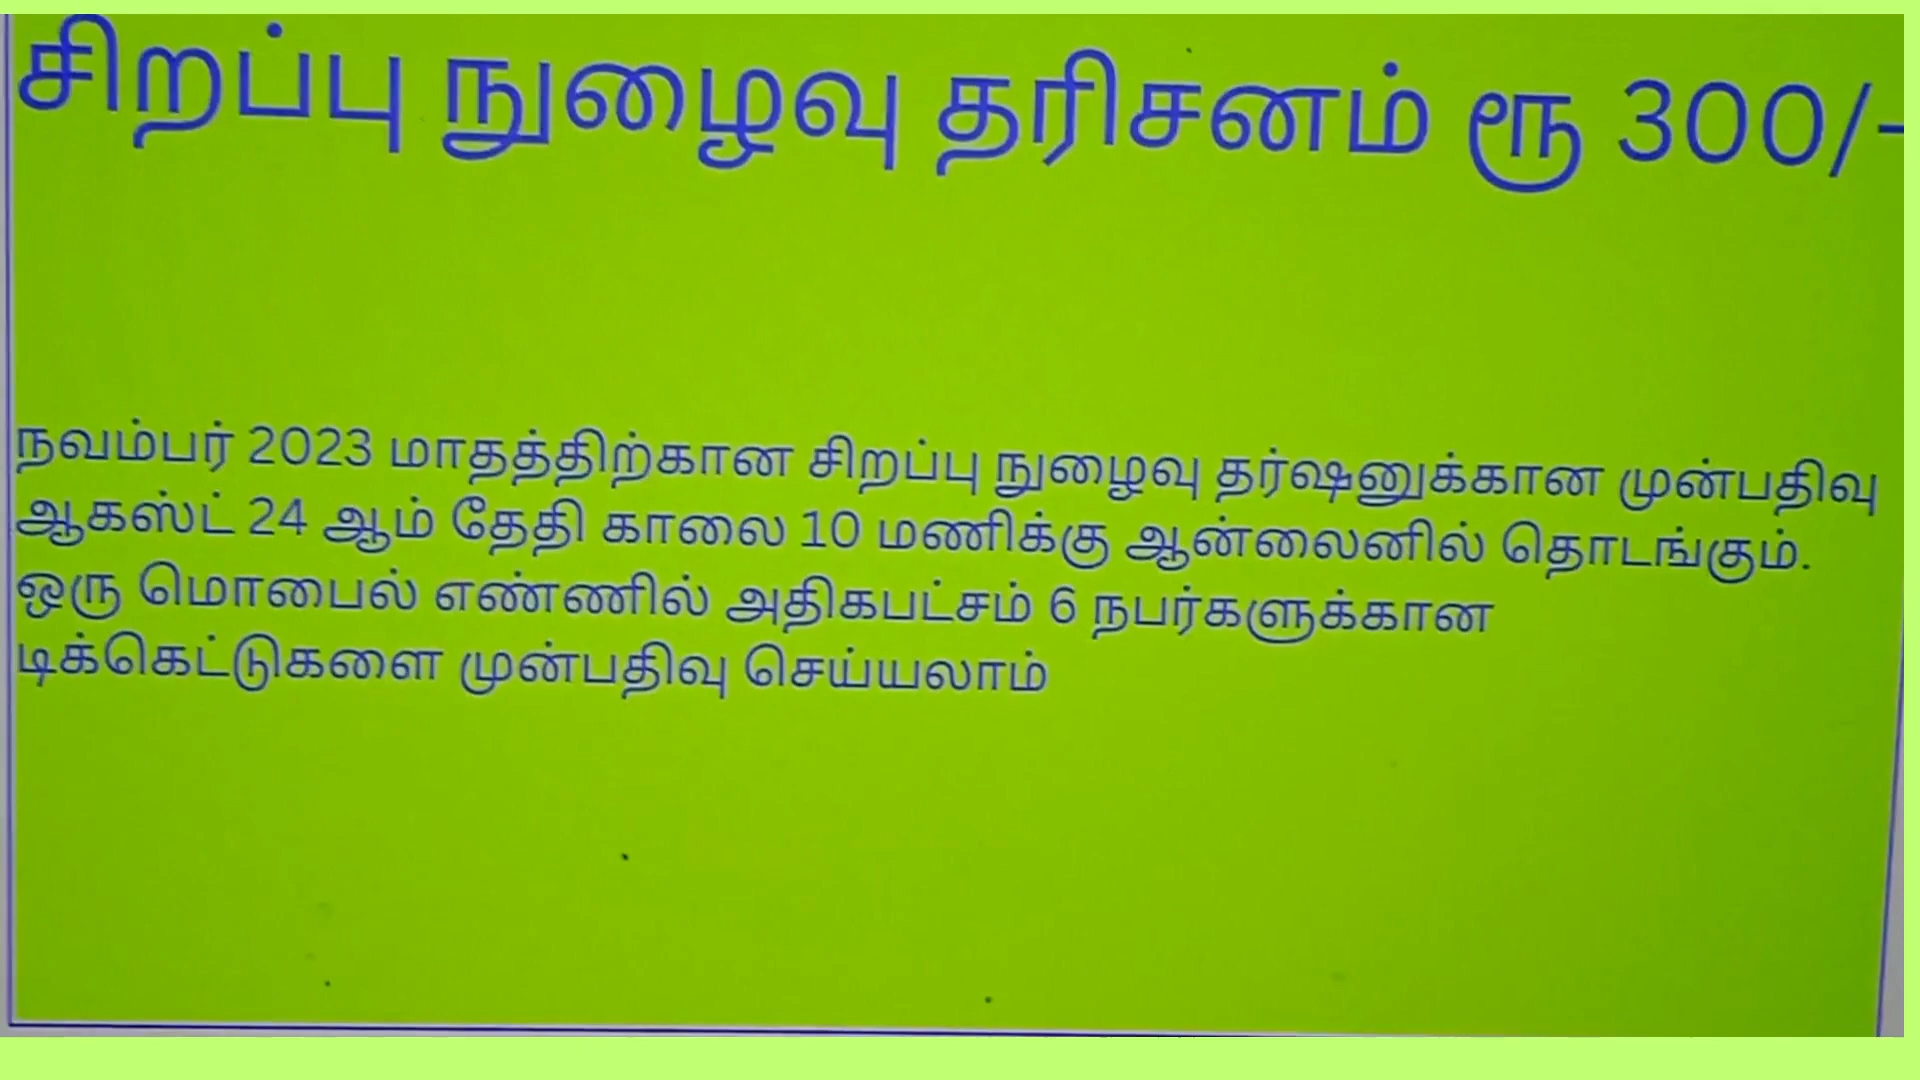 சிறப்பு நுழைவு தரிசனம் ரூ 300/-
நவம்பர் 2023 மாதத்திற்கான சிறப்பு நுழைவு தர்ஷனுக்கான முன்பதிவு
ஆகஸ்ட் 24 ஆம் தேதி காலை 10 மணிக்கு ஆன்லைனில் தொடங்கும்.
ஒரு மொபைல் எண்ணில் அதிகபட்சம் 6 நபர்களுக்கான
டிக்கெட்டுகளை முன்பதிவு செய்யலாம்